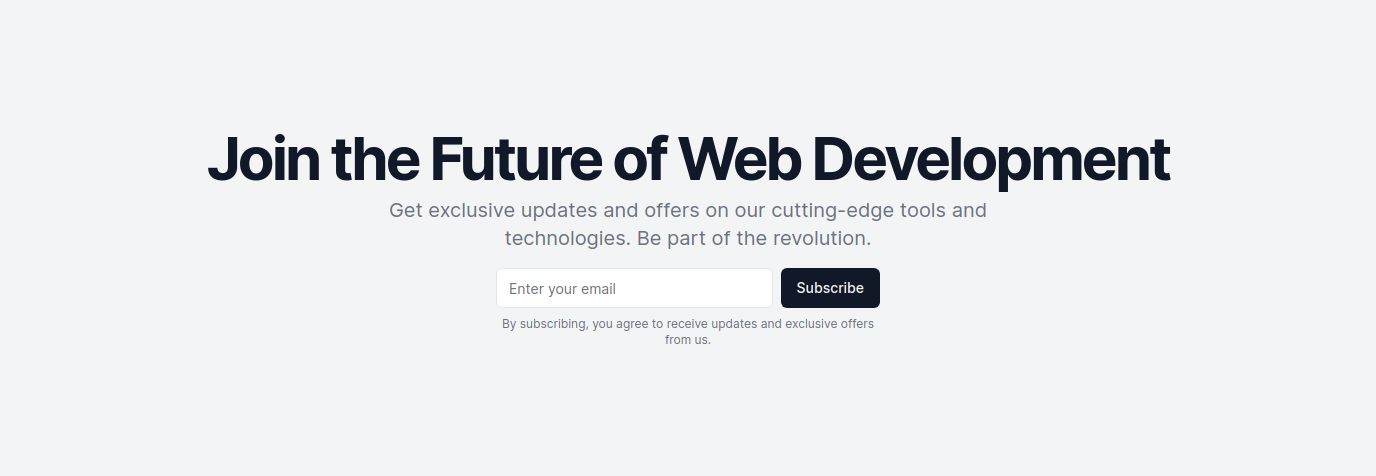 Join the Future of Web Development
Get exclusive updates and offers on our cutting-edge tools and
technologies. Be part of the revolution.
Enter your email
Subscribe
By subscribing, you agree to receive updates and exclusive offers
from us.